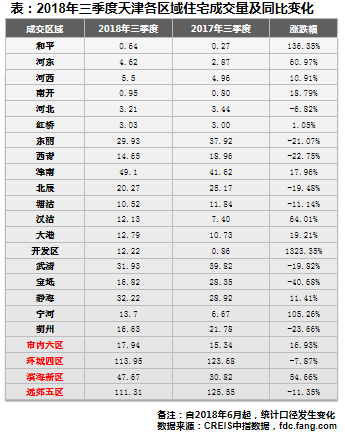 表：2018年三季度天津各区域住宅成交量及同比变化
成交区域 2018年三季度 2017年三季度 涨跌幅
和平 0.64 0.27 136.35%
河东 4.62 2.87 60.97%
河西 5.5 4.96 10.91%
南开 0.95 0.80 18.79%
河北 3.21 3.44 -6.82%
红桥 3.03 3.00 1.05%
东丽 29.93 37.92 -21.07%
西青 14.65 18.96 -22.75%
津南 49.1 41.62 17.96%
北辰 20.27 25.17 -19.48%
塘沽 10.52 11.84 -11.14%
汉沽 12.13 7.40 64.01%
大港 12.79 10.73 19.21%
开发区 12.22 0.86 1323.35%
武清 31.93 39.82 -19.82%
宝坻 16.82 28.35 -40.68%
静海 32.22 28.92 11.41%
宁河 13.7 6.67 105.26%
蓟州 16.63 21.78 -23.66%
市内六区 17.94 15.34 16.93%
环城四区 113.95 123.68 -7.87%
滨海新区 47.67 30.82 54.66%
远郊五区 111.31 125.55 -11.35%
备注：自2018年6月起，统计口径发生变化
数据来源：CREIS中指数据，fdc.fang.com